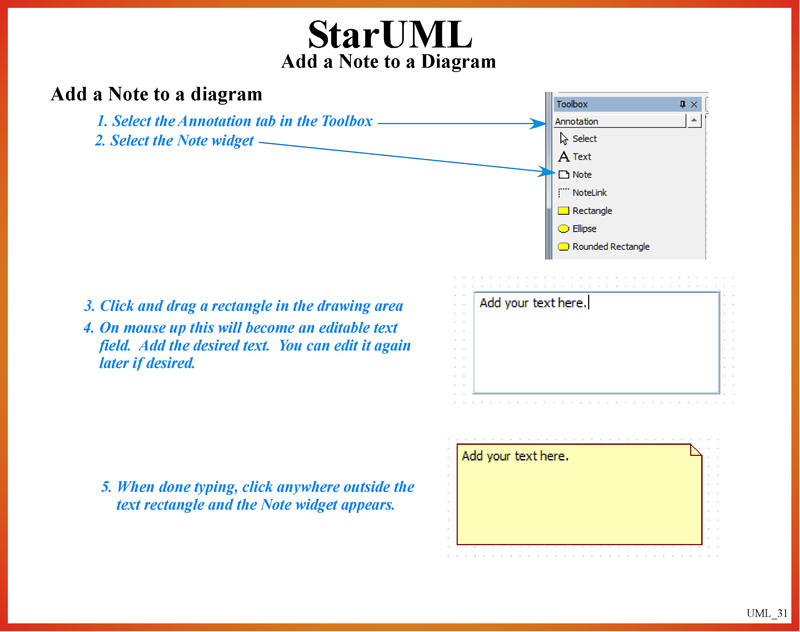 StarUML
Add a Note to a Diagram
Add a Note to a diagram
1. Select the Annotation tab in the Toolbox
2. Select the Note widget
Toolbox
Annotation
Select
Text
Note
NoteLink
Rectangle
Ellipse
Rounded Rectangle
3. Click and drag a rectangle in the drawing area
4. On mouse up this will become an editable text
field. Add the desired text. You can edit it again
later if desired.
Add your text here.
5. When done typing, click anywhere outside the
text rectangle and the Note widget appears.
Add your text here.
UML_31